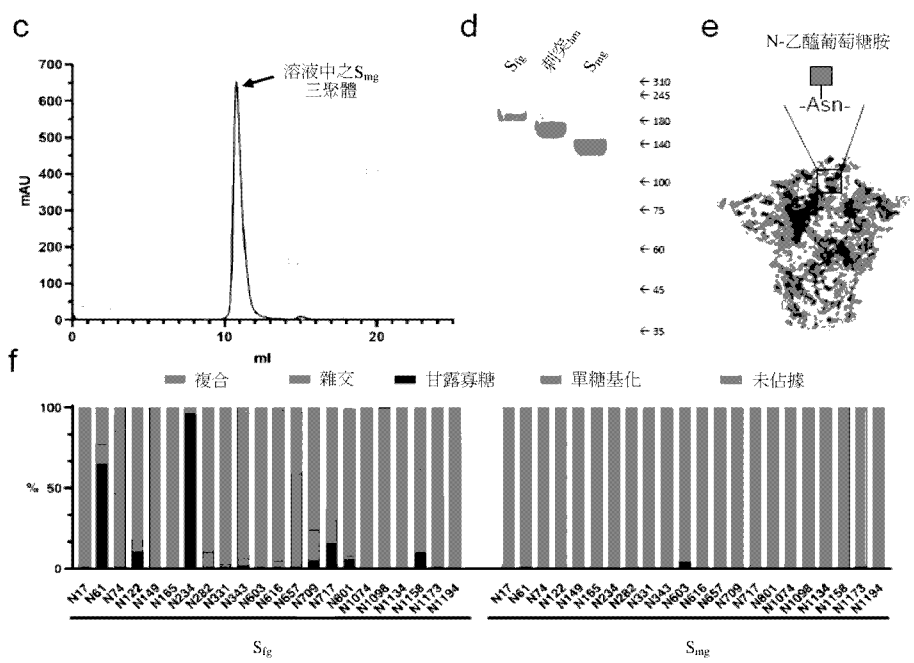 c
d
e
700
600
500
400
300
200
100
0
mAU
溶液中之Smg
三聚體
0
10
20
ml
Sfg
刺突hm
Smg
←310
←245
←180
←140
←100
←75
←60
←45
←35
N-乙醯葡萄糖胺
-Asn-
f
複合
雜交
甘露寡糖
單糖基化
未佔據
100
50
0
%
N17 N61 N74 N122 N149 N165 N234 N282 N331 N343 N603 N616 N657 N709 N717 N801 N1074 N1098 N1134 N1158 N1173 N1194
N17 N61 N74 N122 N149 N165 N234 N282 N331 N343 N603 N616 N657 N709 N717 N801 N1074 N1098 N1134 N1158 N1173 N1194
Sfg
Smg